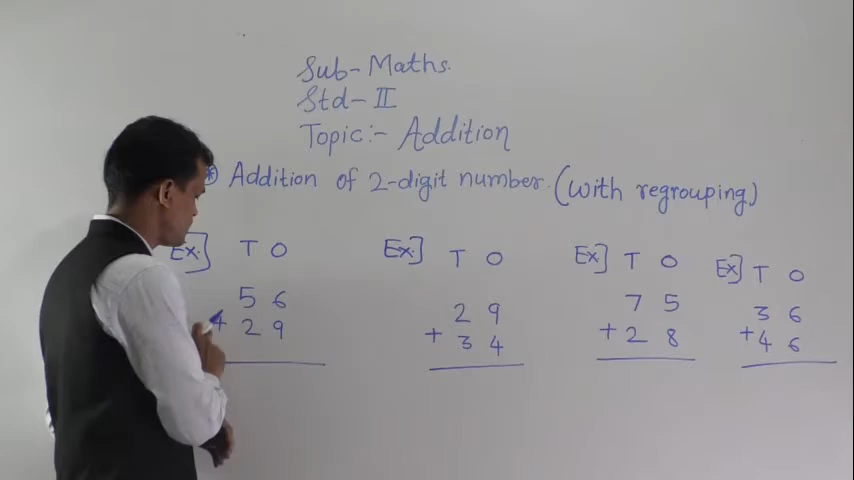 Sub- Maths.
Std- II
Topic:- Addition
* Addition of 2-digit number. (with regrouping)
Ex:] T O Ex:] T O Ex:] T O Ex] T O
5 6 2 9 7 5 3 6
+ 2 9 + 3 4 + 2 8 + 4 6